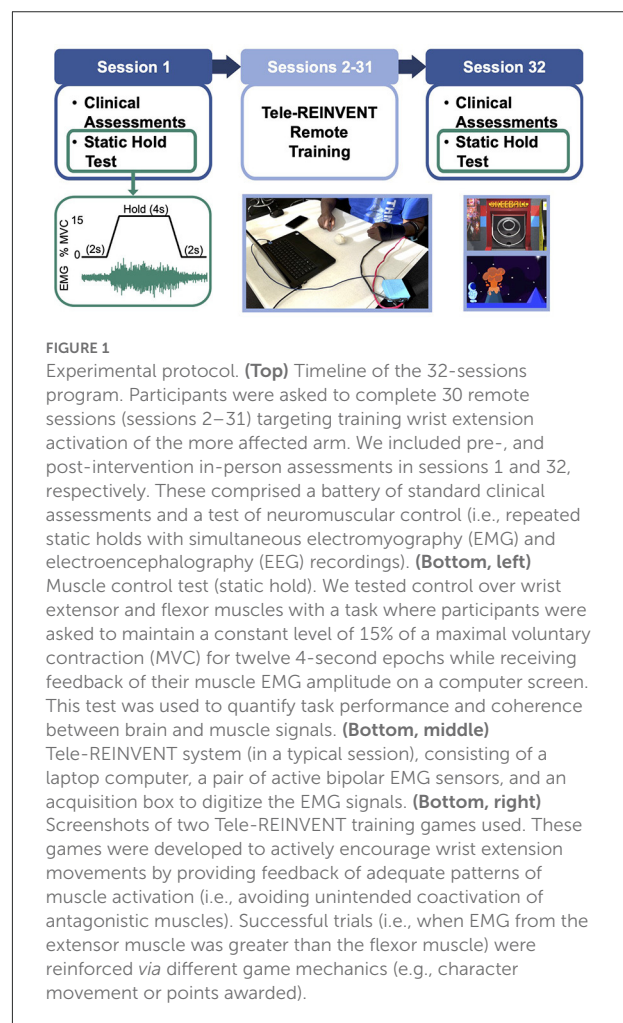 Session 1
Sessions 2-31
Session 32
• Clinical
Assessments
• Static Hold
Test
Tele-REINVENT
Remote
Training
• Clinical
Assessments
• Static Hold
Test
EMG % MVC
15
0
(2s)
Hold (4s)
(2s)
FIGURE 1
Experimental protocol. (Top) Timeline of the 32-sessions
program. Participants were asked to complete 30 remote
sessions (sessions 2–31) targeting training wrist extension
activation of the more affected arm. We included pre-, and
post-intervention in-person assessments in sessions 1 and 32,
respectively. These comprised a battery of standard clinical
assessments and a test of neuromuscular control (i.e., repeated
static holds with simultaneous electromyography (EMG) and
electroencephalography (EEG) recordings). (Bottom, left)
Muscle control test (static hold). We tested control over wrist
extensor and flexor muscles with a task where participants were
asked to maintain a constant level of 15% of a maximal voluntary
contraction (MVC) for twelve 4-second epochs while receiving
feedback of their muscle EMG amplitude on a computer screen.
This test was used to quantify task performance and coherence
between brain and muscle signals. (Bottom, middle)
Tele-REINVENT system (in a typical session), consisting of a
laptop computer, a pair of active bipolar EMG sensors, and an
acquisition box to digitize the EMG signals. (Bottom, right)
Screenshots of two Tele-REINVENT training games used. These
games were developed to actively encourage wrist extension
movements by providing feedback of adequate patterns of
muscle activation (i.e., avoiding unintended coactivation of
antagonistic muscles). Successful trials (i.e., when EMG from the
extensor muscle was greater than the flexor muscle) were
reinforced via different game mechanics (e.g., character
movement or points awarded).